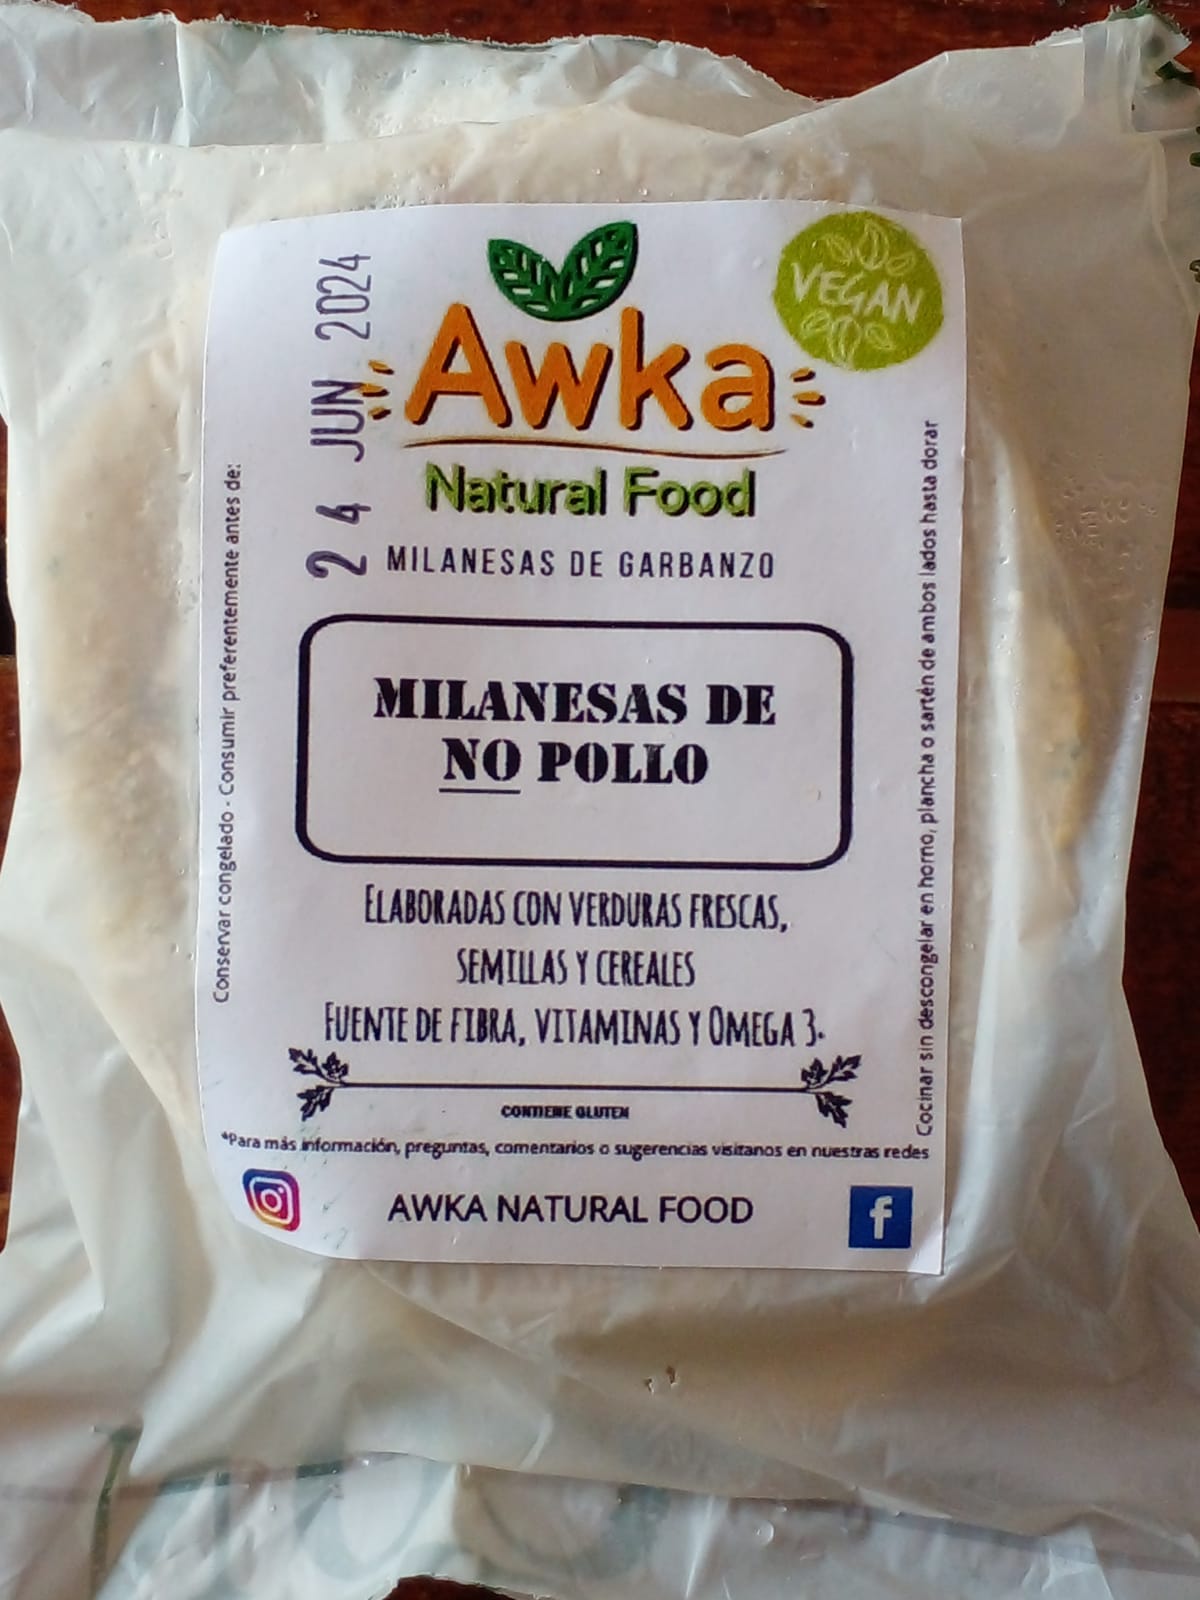 24 JUN 2024
VEGAN
Awka
Natural Food
MILANESAS DE GARBANZO
MILANESAS DE
NO POLLO
ELABORADAS CON VERDURAS FRESCAS,
SEMILLAS Y CEREALES
FUENTE DE FIBRA, VITAMINAS Y OMEGA 3.
CONTIENE GLUTEN
*Para más información, preguntas, comentarios o sugerencias visitanos en nuestras redes
AWKA NATURAL FOOD
f
Conservar congelado - Consumir preferentemente antes de:
Cocinar sin descongelar en horno, plancha o sartén de ambos lados hasta dorar